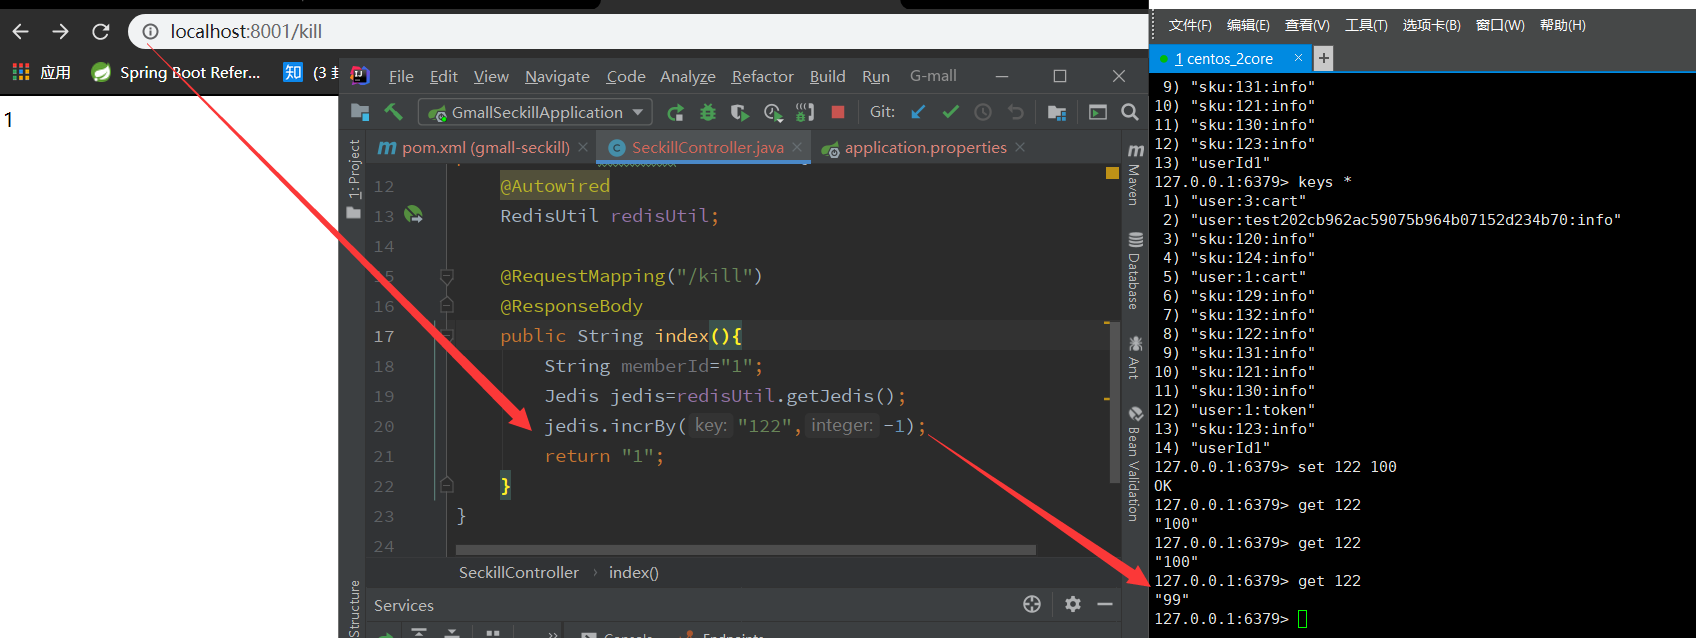 localhost:8001/kill
应用
Spring Boot Refer...
知
(3 封
1
File Edit View Navigate Code Analyze Refactor Build Run G-mall
GmallSeckillApplication
Git:
pom.xml (gmall-seckill)
SeckillController.java
application.properties
1: Project
12 @Autowired
13 RedisUtil redisUtil;
14
15 @RequestMapping("/kill")
16 @ResponseBody
17 public String index(){
18 String memberId="1";
19 Jedis jedis=redisUtil.getJedis();
20 jedis.incrBy( key: "122", integer: -1);
21 return "1";
22 }
23 }
24
SeckillController › index()
Services
Structure
Console
Endpoints
Maven
Database
Ant
Bean Validation
文件(F) 编辑(E) 查看(V) 工具(T) 选项卡(B) 窗口(W) 帮助(H)
1 centos_2core
9) "sku:131:info"
10) "sku:121:info"
11) "sku:130:info"
12) "sku:123:info"
13) "userId1"
127.0.0.1:6379> keys *
1) "user:3:cart"
2) "user:test202cb962ac59075b964b07152d234b70:info"
3) "sku:120:info"
4) "sku:124:info"
5) "user:1:cart"
6) "sku:129:info"
7) "sku:132:info"
8) "sku:122:info"
9) "sku:131:info"
10) "sku:121:info"
11) "sku:130:info"
12) "user:1:token"
13) "sku:123:info"
14) "userId1"
127.0.0.1:6379> set 122 100
OK
127.0.0.1:6379> get 122
"100"
127.0.0.1:6379> get 122
"100"
127.0.0.1:6379> get 122
"99"
127.0.0.1:6379>